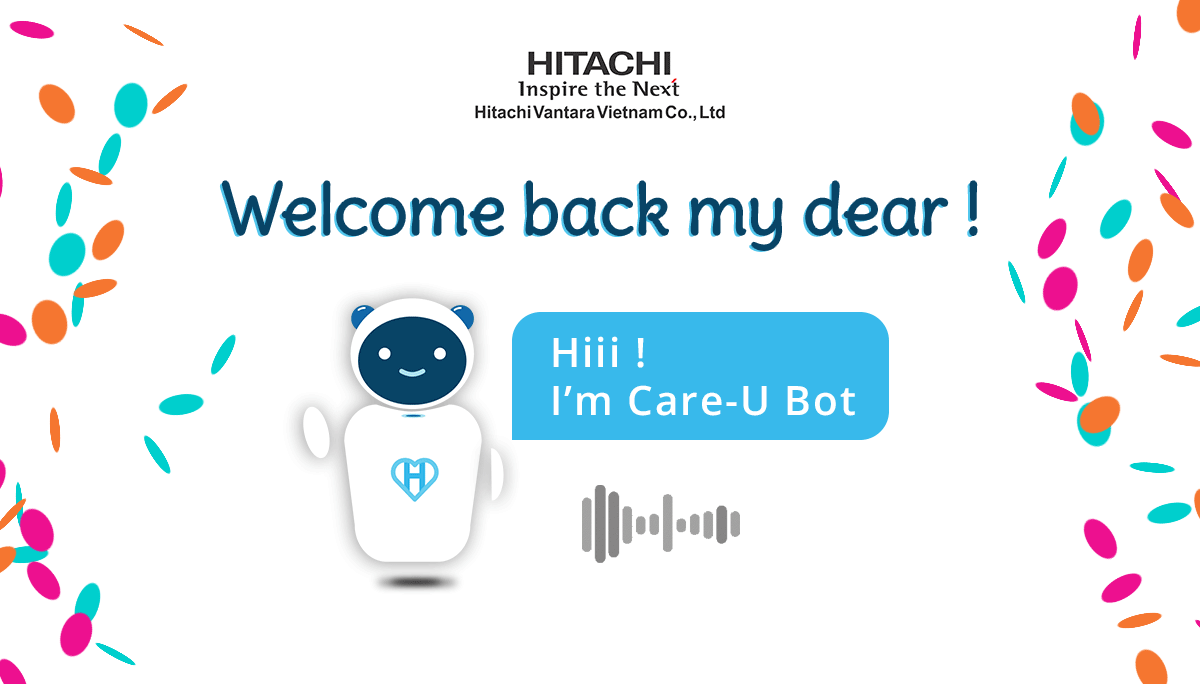 HITACHI
Inspire the Next
Hitachi Vantara Vietnam Co., Ltd
Welcome back my dear !
Hiii !
I’m Care-U Bot
H